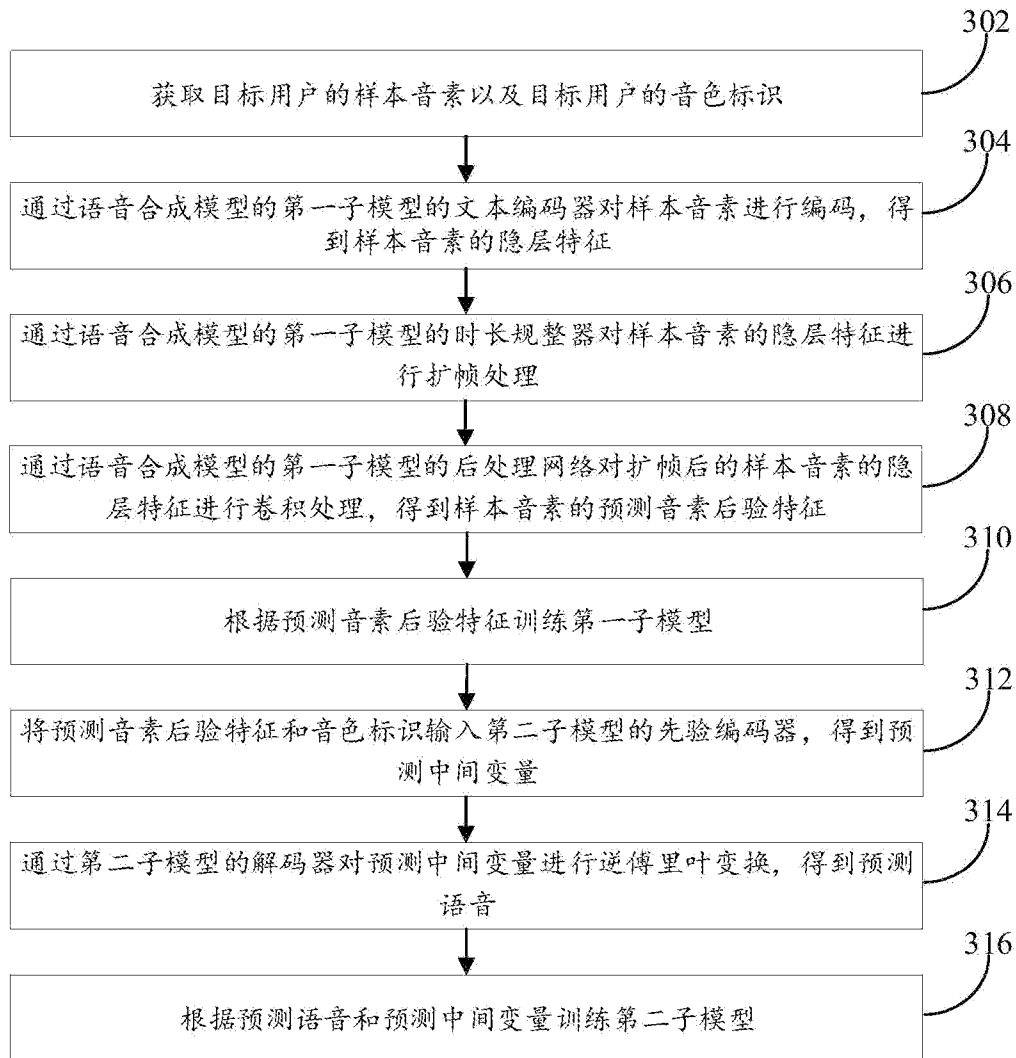 302
获取目标用户的样本音素以及目标用户的音色标识
304
通过语音合成模型的第一子模型的文本编码器对样本音素进行编码，得
到样本音素的隐层特征
306
通过语音合成模型的第一子模型的时长规整器对样本音素的隐层特征进
行扩帧处理
308
通过语音合成模型的第一子模型的后处理网络对扩帧后的样本音素的隐
层特征进行卷积处理，得到样本音素的预测音素后验特征
310
根据预测音素后验特征训练第一子模型
312
将预测音素后验特征和音色标识输入第二子模型的先验编码器，得到预
测中间变量
314
通过第二子模型的解码器对预测中间变量进行逆傅里叶变换，得到预测
语音
316
根据预测语音和预测中间变量训练第二子模型